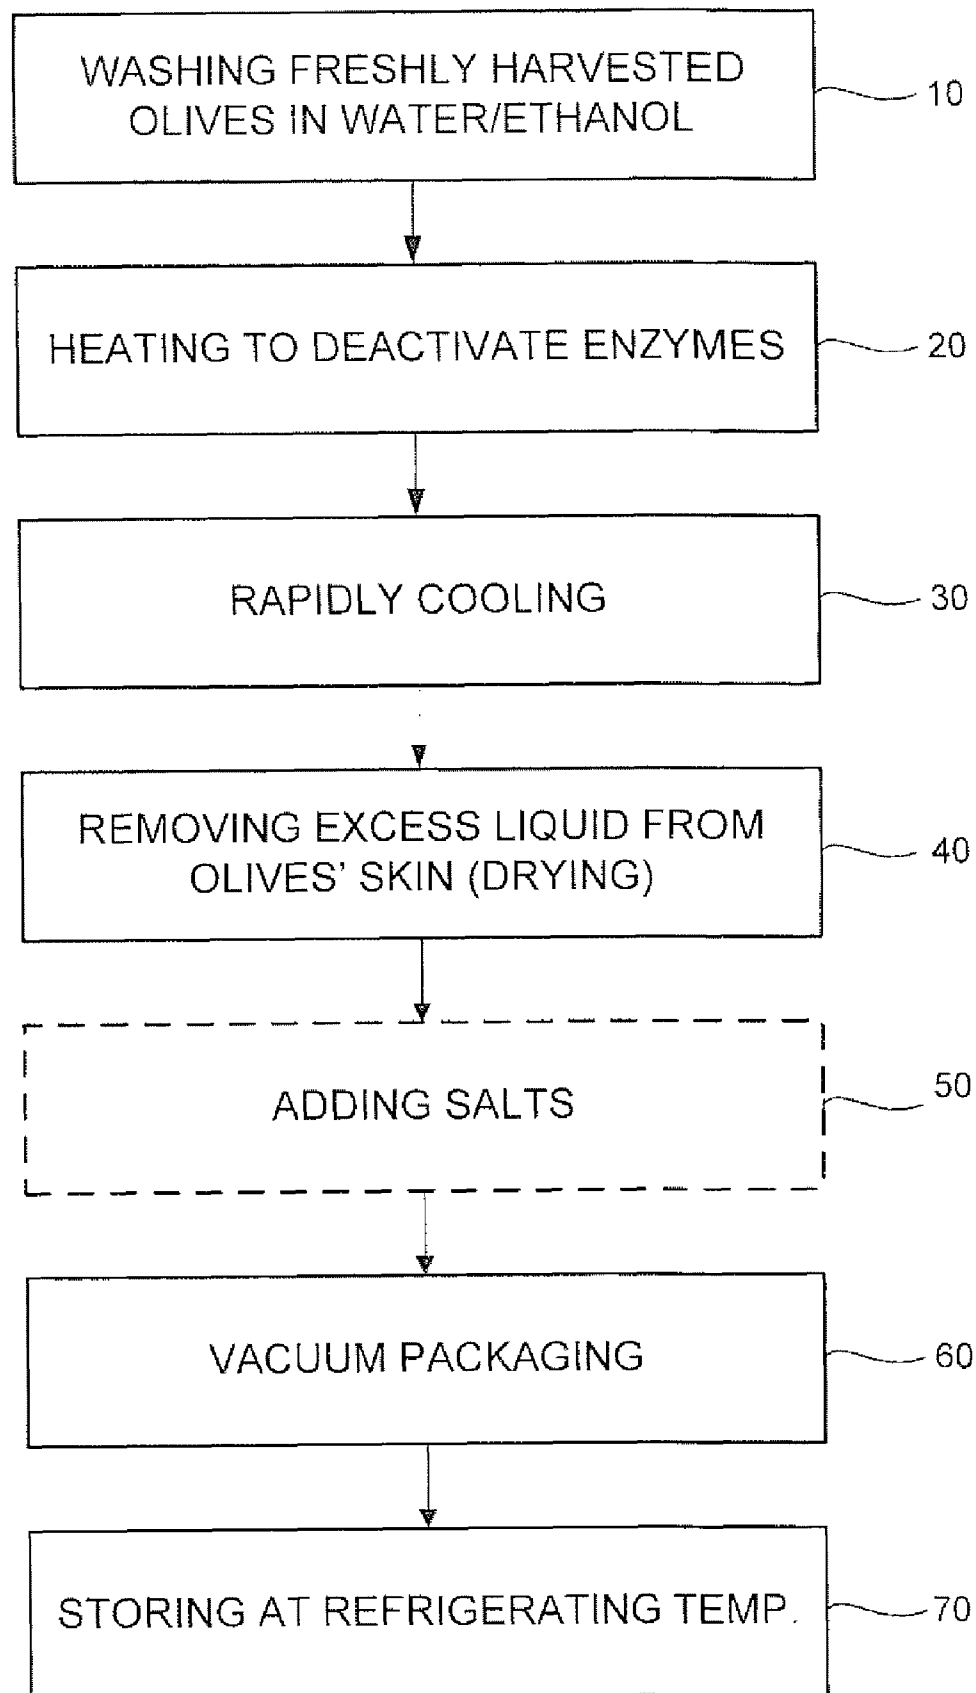 WASHING FRESHLY HARVESTED
OLIVES IN WATER/ETHANOL
10
HEATING TO DEACTIVATE ENZYMES
20
RAPIDLY COOLING
30
REMOVING EXCESS LIQUID FROM
OLIVES' SKIN (DRYING)
40
ADDING SALTS
50
VACUUM PACKAGING
60
STORING AT REFRIGERATING TEMP.
70